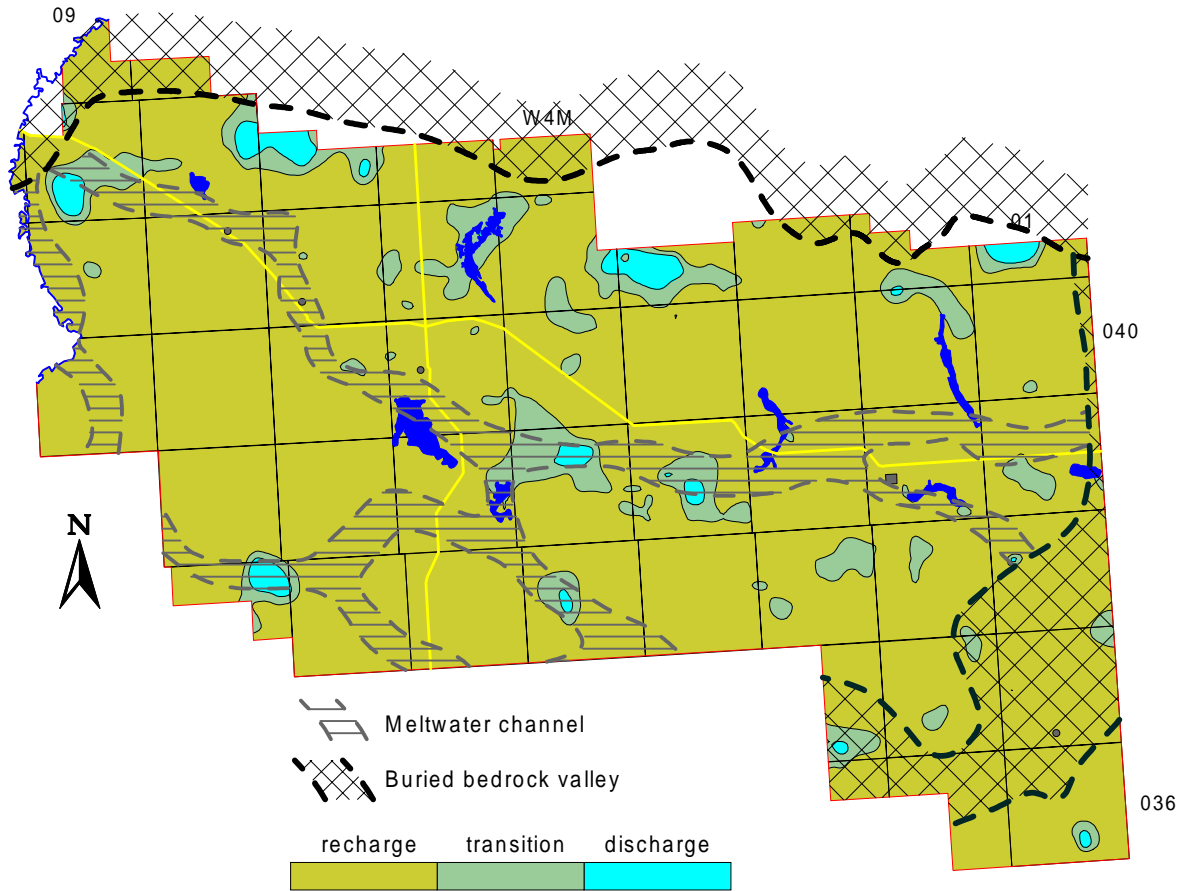 09
W4M
01
040
N
Meltwater channel
Buried bedrock valley
036
recharge transition discharge